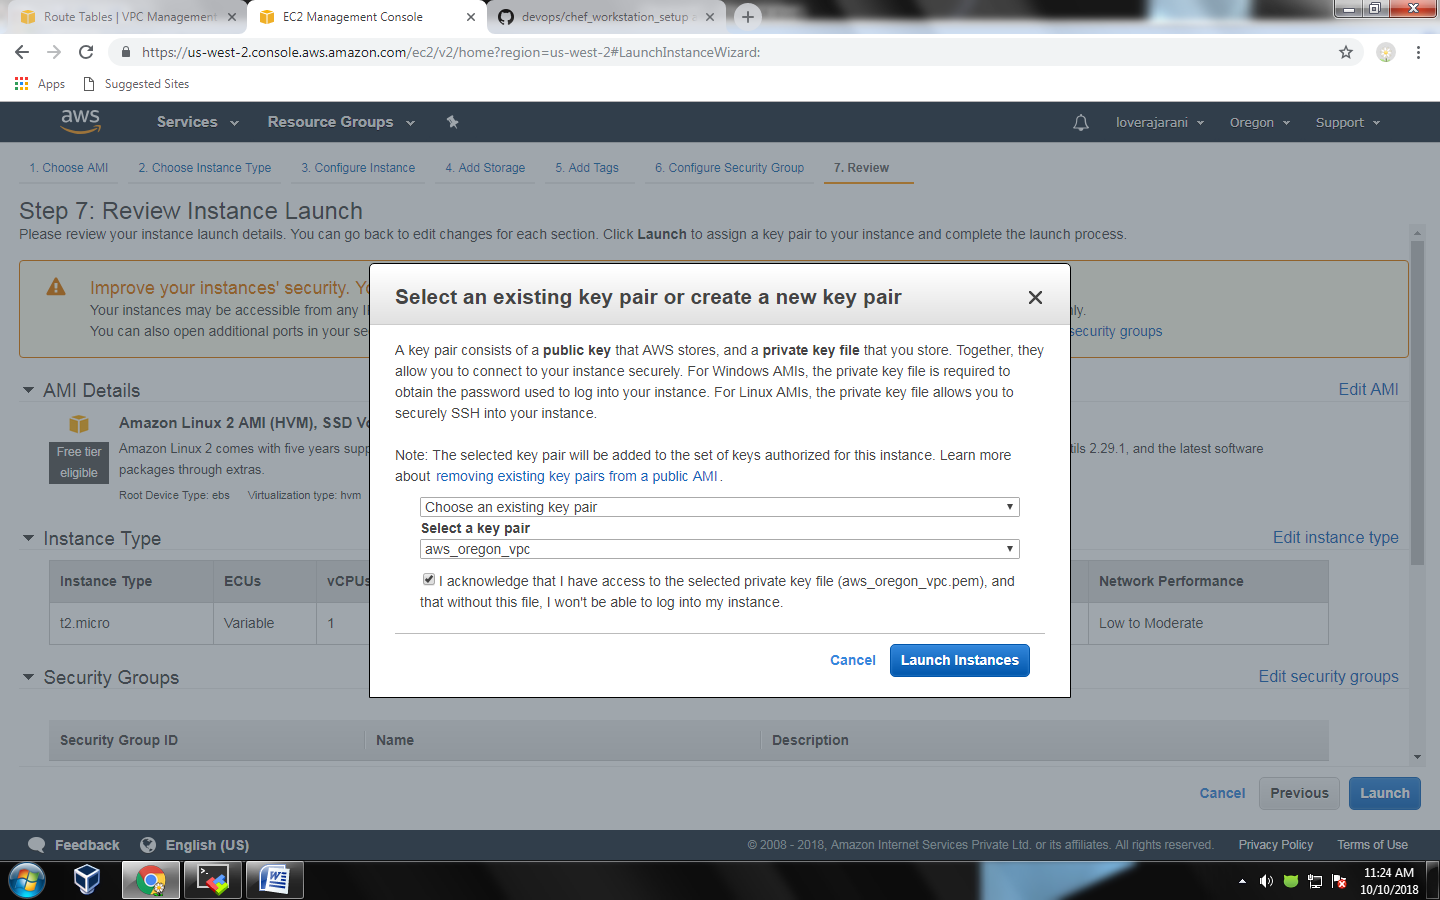 Route Tables | VPC Management
EC2 Management Console
devops/chef_workstation_setup
https://us-west-2.console.aws.amazon.com/ec2/v2/home?region=us-west-2#LaunchInstanceWizard:
Apps
Suggested Sites
aws
Services
Resource Groups
loverajarani
Oregon
Support
1. Choose AMI
2. Choose Instance Type
3. Configure Instance
4. Add Storage
5. Add Tags
6. Configure Security Group
7. Review
Step 7: Review Instance Launch
Please review your instance launch details. You can go back to edit changes for each section. Click Launch to assign a key pair to your instance and complete the launch process.
Improve your instances' security.
Your instances may be accessible from any
You can also open additional ports in your
security groups
Select an existing key pair or create a new key pair
A key pair consists of a public key that AWS stores, and a private key file that you store. Together, they
allow you to connect to your instance securely. For Windows AMIs, the private key file is required to
obtain the password used to log into your instance. For Linux AMIs, the private key file allows you to
securely SSH into your instance.
Note: The selected key pair will be added to the set of keys authorized for this instance. Learn more
about removing existing key pairs from a public AMI.
Choose an existing key pair
Select a key pair
aws_oregon_vpc
I acknowledge that I have access to the selected private key file (aws_oregon_vpc.pem), and
that without this file, I won't be able to log into my instance.
Cancel
Launch Instances
AMI Details
Edit AMI
Amazon Linux 2 AMI (HVM), SSD
Free tier
eligible
Amazon Linux 2 comes with five years
2.29.1, and the latest software
packages through extras.
Root Device Type: ebs
Virtualization type: hvm
Instance Type
Edit instance type
Instance Type
ECUs
vCPUs
Network Performance
t2.micro
Variable
1
Low to Moderate
Security Groups
Edit security groups
Security Group ID
Name
Description
Cancel
Previous
Launch
Feedback
English (US)
© 2008 - 2018, Amazon Internet Services Private Ltd. or its affiliates. All rights reserved.
Privacy Policy
Terms of Use
11:24 AM
10/10/2018